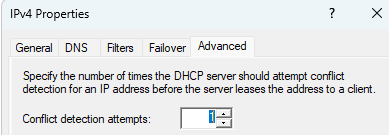 IPv4 Properties
General DNS Filters Failover Advanced
Specify the number of times the DHCP server should attempt conflict
detection for an IP address before the server leases the address to a client.
Conflict detection attempts: 1